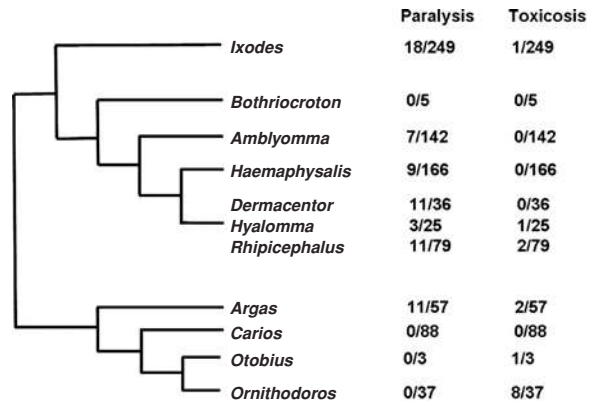 Paralysis Toxicosis
Ixodes 18/249 1/249
Bothriocroton 0/5 0/5
Amblyomma 7/142 0/142
Haemaphysalis 9/166 0/166
Dermacentor 11/36 0/36
Hyalomma 3/25 1/25
Rhipicephalus 11/79 2/79
Argas 11/57 2/57
Carios 0/88 0/88
Otobius 0/3 1/3
Ornithodoros 0/37 8/37